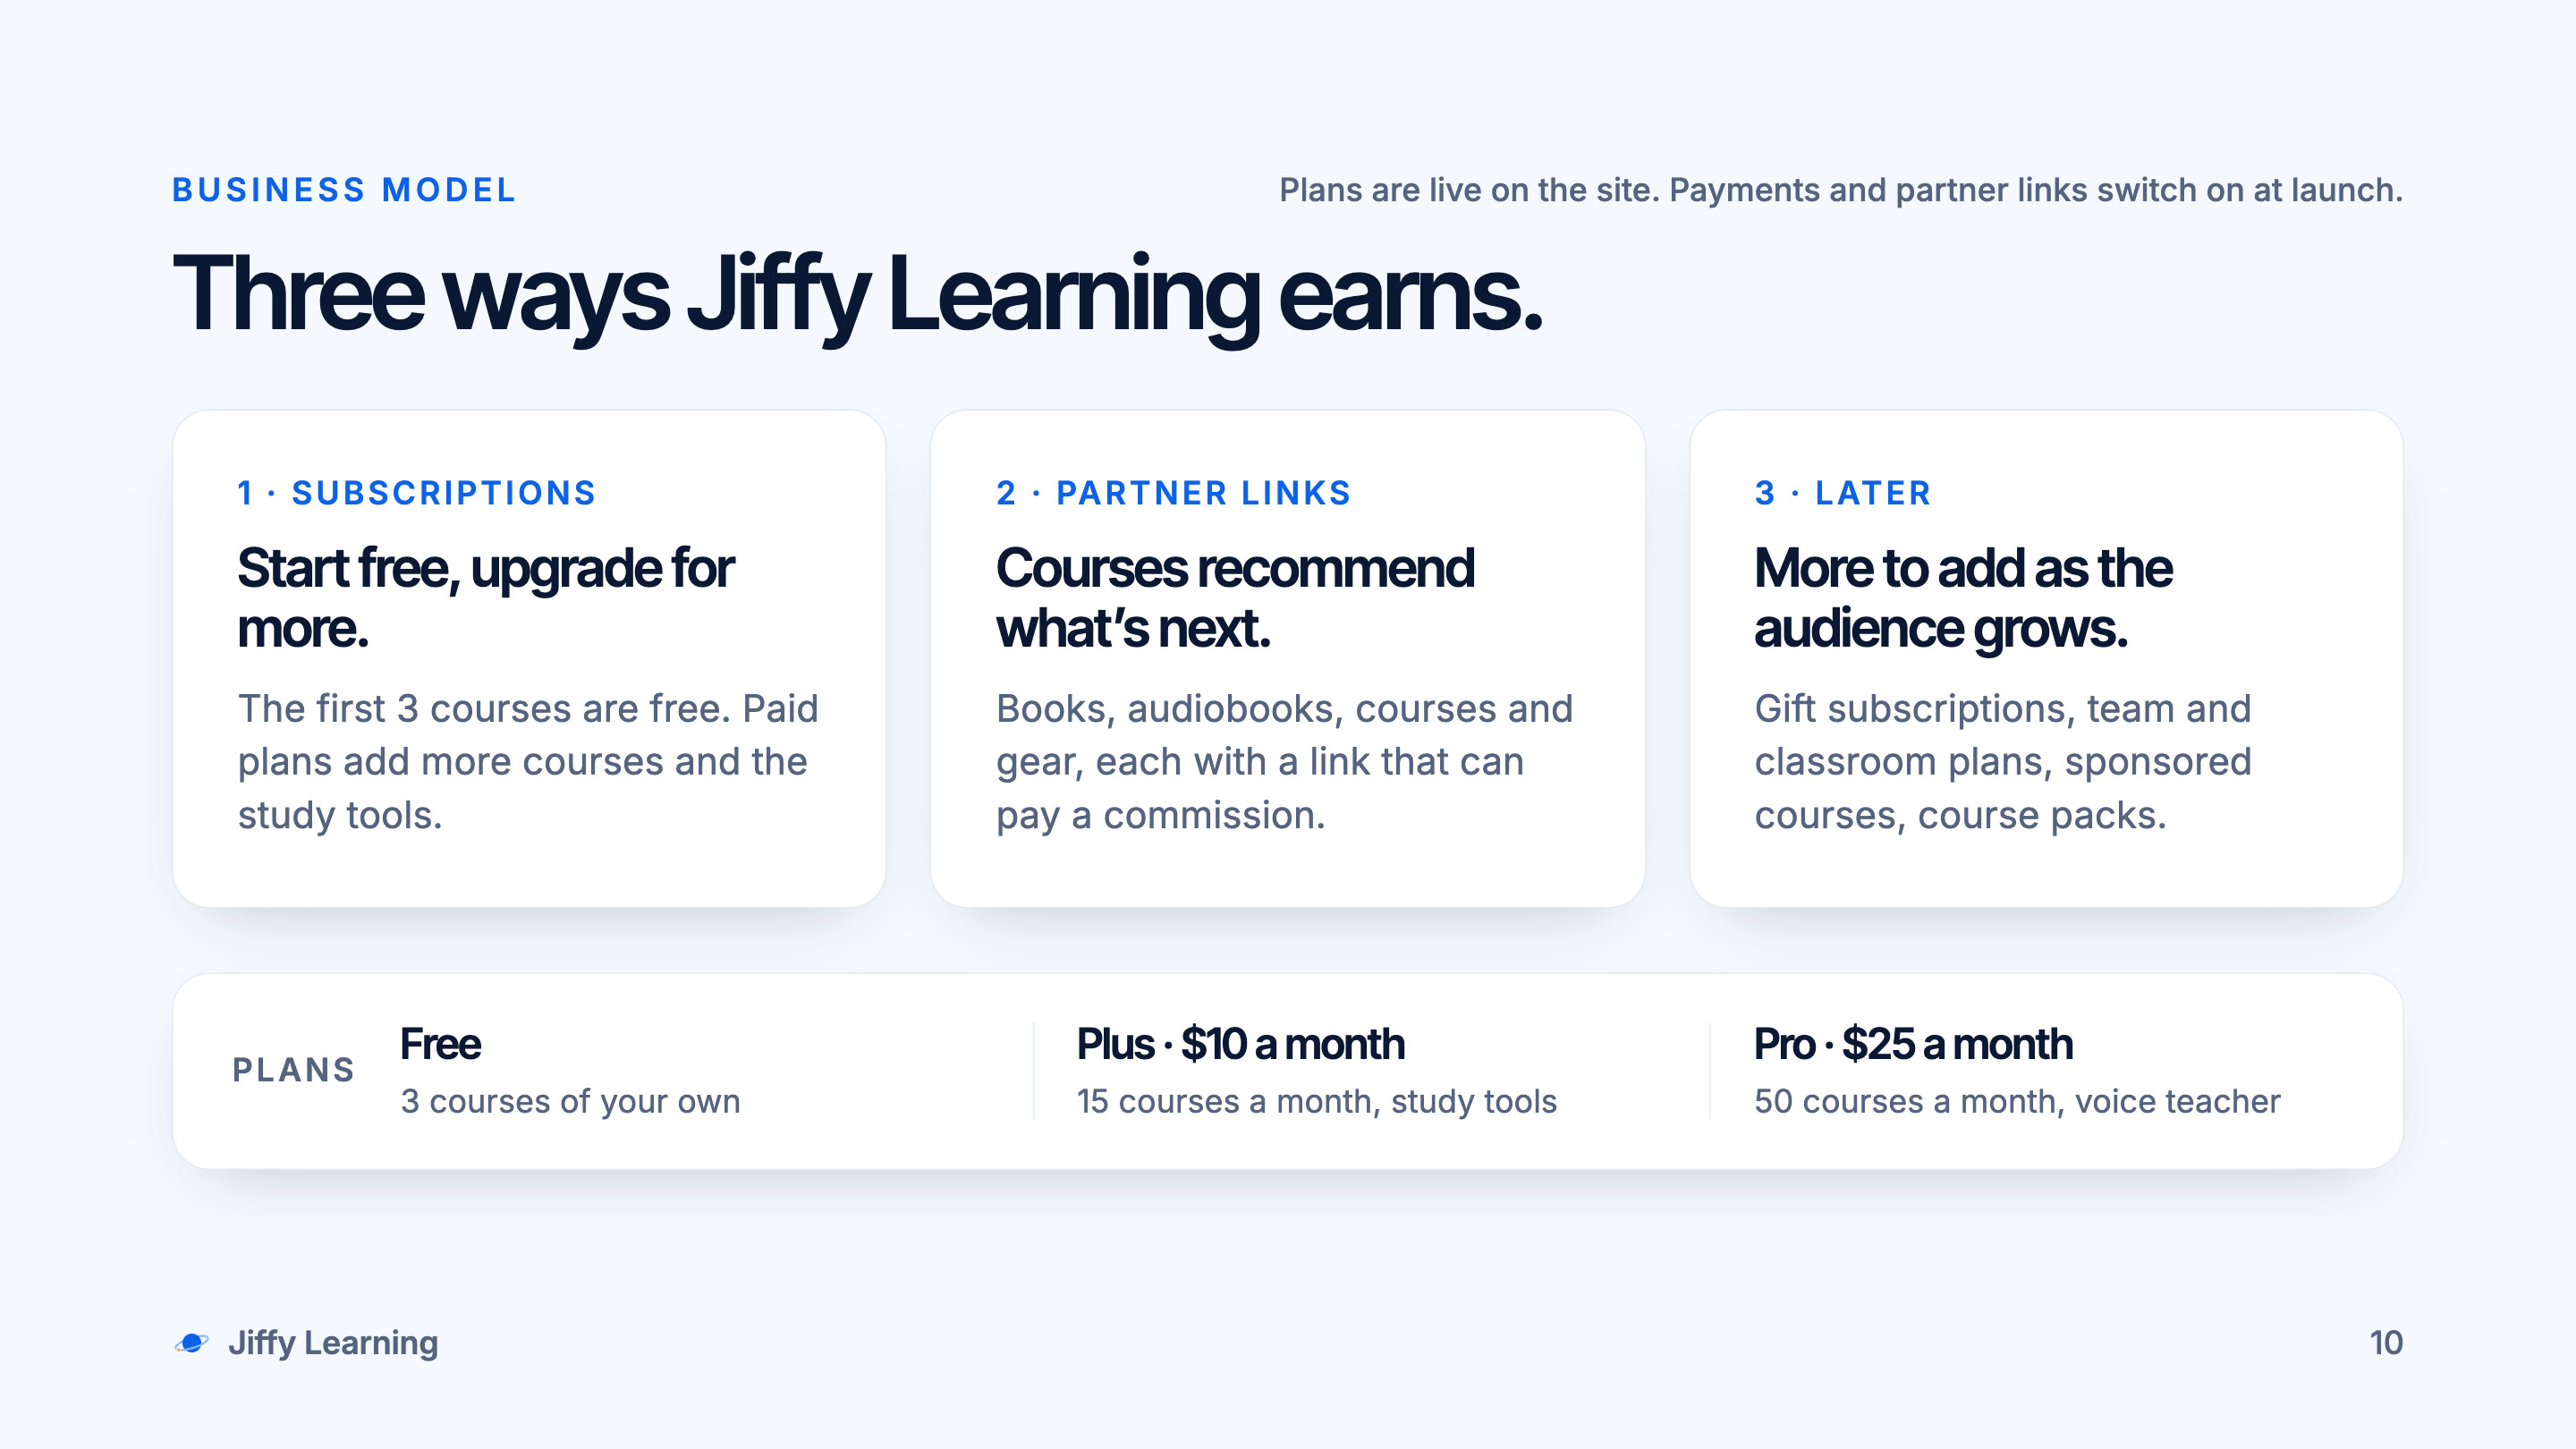 BUSINESS MODEL
Plans are live on the site. Payments and partner links switch on at launch.
Three ways Jiffy Learning earns.
1 · SUBSCRIPTIONS
Start free, upgrade for
more.
The first 3 courses are free. Paid
plans add more courses and the
study tools.
2 · PARTNER LINKS
Courses recommend
what’s next.
Books, audiobooks, courses and
gear, each with a link that can
pay a commission.
3 · LATER
More to add as the
audience grows.
Gift subscriptions, team and
classroom plans, sponsored
courses, course packs.
PLANS
Free
3 courses of your own
Plus · $10 a month
15 courses a month, study tools
Pro · $25 a month
50 courses a month, voice teacher
Jiffy Learning
10